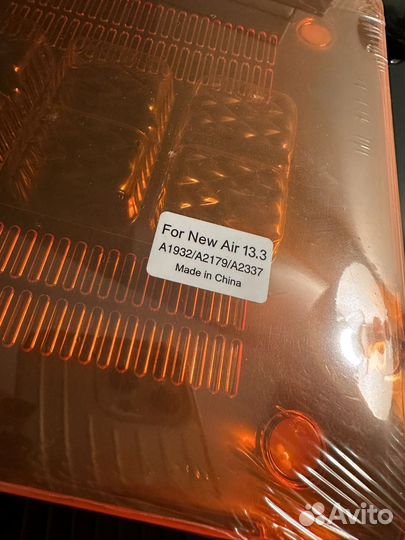 For New Air 13.3
A1932/A2179/A2337
Made in China
Avito